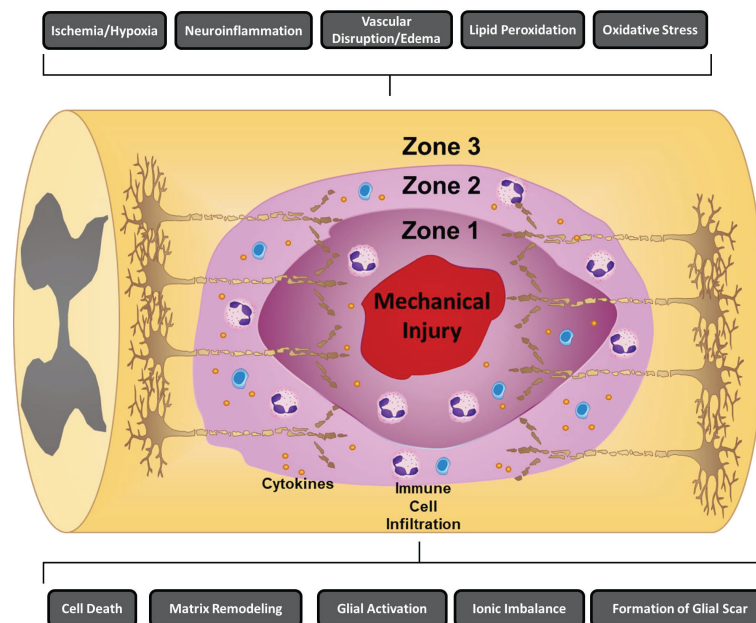 Ischemia/Hypoxia
Neuroinflammation
Vascular
Disruption/Edema
Lipid Peroxidation
Oxidative Stress
Zone 3
Zone 2
Zone 1
Mechanical
Injury
Cytokines
Immune
Cell
Infiltration
Cell Death
Matrix Remodeling
Glial Activation
Ionic Imbalance
Formation of Glial Scar